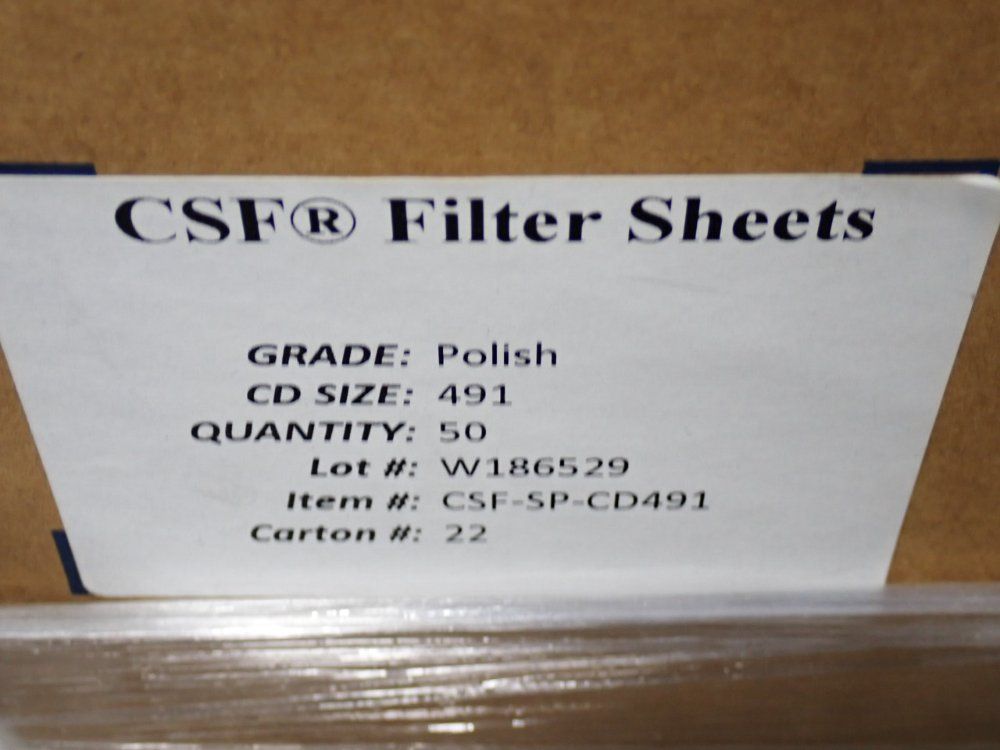 CSF® Filter Sheets
GRADE: Polish
CD SIZE: 491
QUANTITY: 50
Lot #: W186529
Item #: CSF-SP-CD491
Carton #: 22